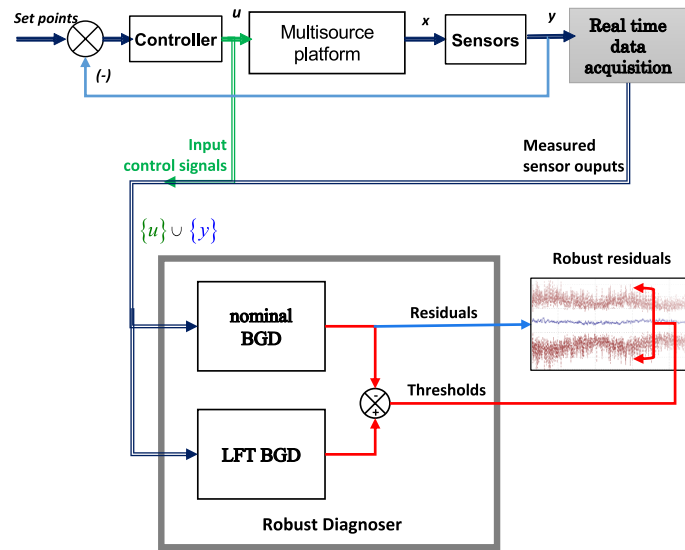 Set points
Controller
u
Multisource
platform
x
Sensors
y
Real time
data
acquisition
(-)
Input
control signals
Measured
sensor ouputs
{u} ∪ {y}
Robust residuals
nominal
BGD
Residuals
-
+
Thresholds
LFT BGD
Robust Diagnoser